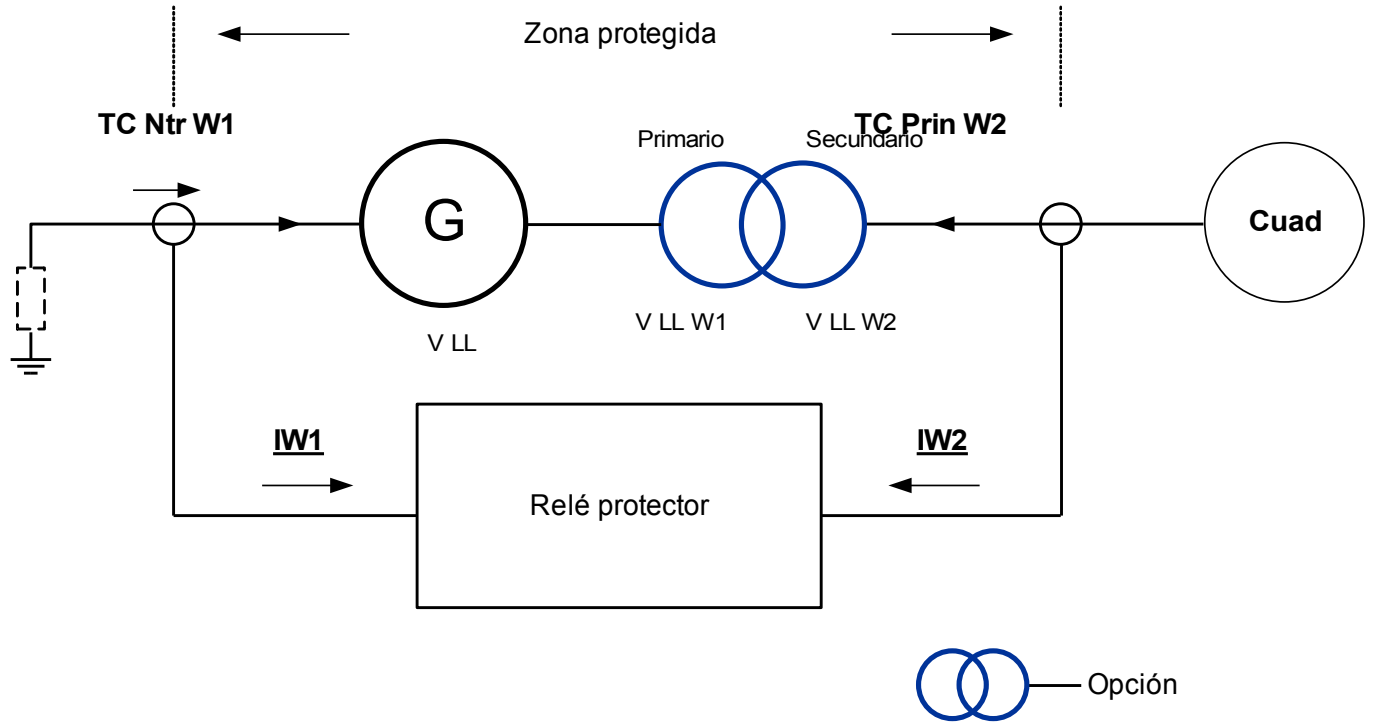 Zona protegida
TC Ntr W1
TC Prin W2
Primario
Secundário
G
Cuad
V LL
V LL W1
V LL W2
IW1
IW2
Relé protector
Opción